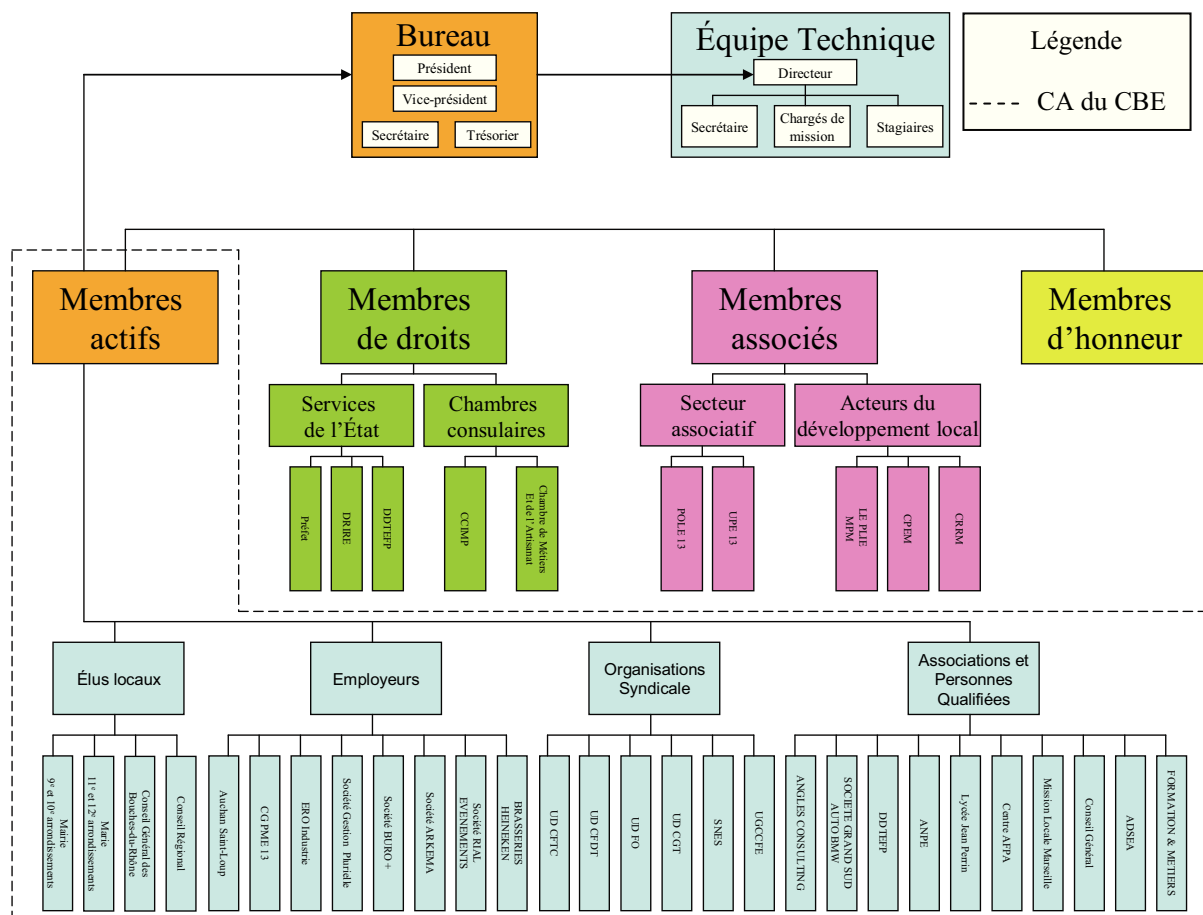 Bureau
Président
Vice-président
Secrétaire
Trésorier
Équipe Technique
Directeur
Secrétaire
Chargés de
mission
Stagiaires
Légende
CA du CBE
Membres
actifs
Membres
de droits
Membres
associés
Membres
d’honneur
Services
de l’État
Chambres
consulaires
Secteur
associatif
Acteurs du
développement local
Préfet
DRIRE
DDTEFP
CCIMP
Chambre de Métiers
Et de l’Artisanat
POLE 13
UPE 13
LE PLIE
MPM
CPEM
CRRM
Élus locaux
Employeurs
Organisations
Syndicale
Associations et
Personnes
Qualifiées
Mairie
9e et 10e arrondissements
Marie
11e et 12e arrondissements
Conseil Général des
Bouches-du-Rhône
Conseil Régional
Auchan Saint-Loup
CGPME 13
ERO Industrie
Société Gestion Plurielle
Société BURO +
Société ARKEMA
Société RIAL
EVENEMENTS
BRASSERIES
HEINEKEN
UD CFTC
UD CFDT
UD FO
UD CGT
SNES
UGCCFE
ANGLES CONSULTING
SOCIETE GRAND SUD
AUTO BMW
DDTEFP
ANPE
Lycée Jean Perrin
Centre AFPA
Mission Locale Marseille
Conseil Général
ADSEA
FORMATION & METIERS